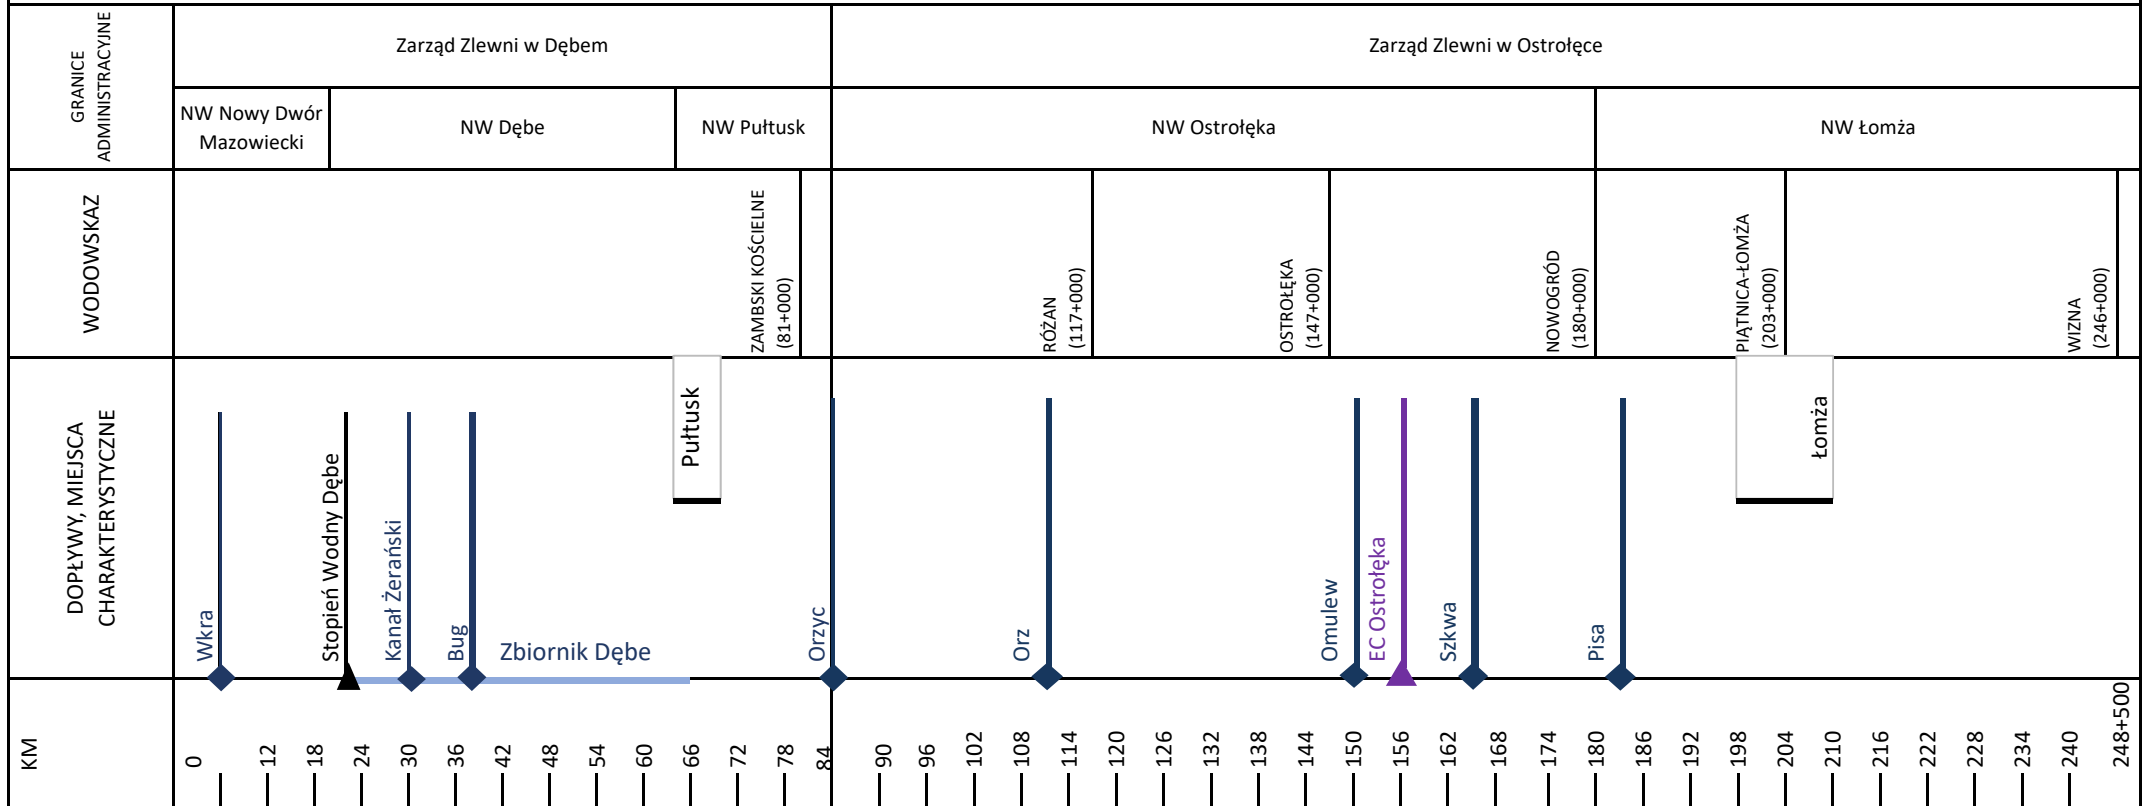 GRANICE
ADMINISTRACYJNE
Zarząd Zlewni w Dębem
Zarząd Zlewni w Ostrołęce
NW Nowy Dwór
Mazowiecki
NW Dębe
NW Pułtusk
NW Ostrołęka
NW Łomża
WODOWSKAZ
ZAMBSKI KOŚCIELNE
(81+000)
RÓŻAN
(117+000)
OSTROŁĘKA
(147+000)
NOWOGRÓD
(180+000)
PIĄTNICA-ŁOMŻA
(203+000)
WIZNA
(246+000)
DOPŁYWY, MIEJSCA
CHARAKTERYSTYCZNE
Wkra
Stopień Wodny Dębe
Kanał Żerański
Bug
Zbiornik Dębe
Pułtusk
Orzyc
Orz
Omulew
EC Ostrołęka
Szkwa
Pisa
Łomża
KM
0
12
18
24
30
36
42
48
54
60
66
72
78
84
90
96
102
108
114
120
126
132
138
144
150
156
162
168
174
180
186
192
198
204
210
216
222
228
234
240
248+500